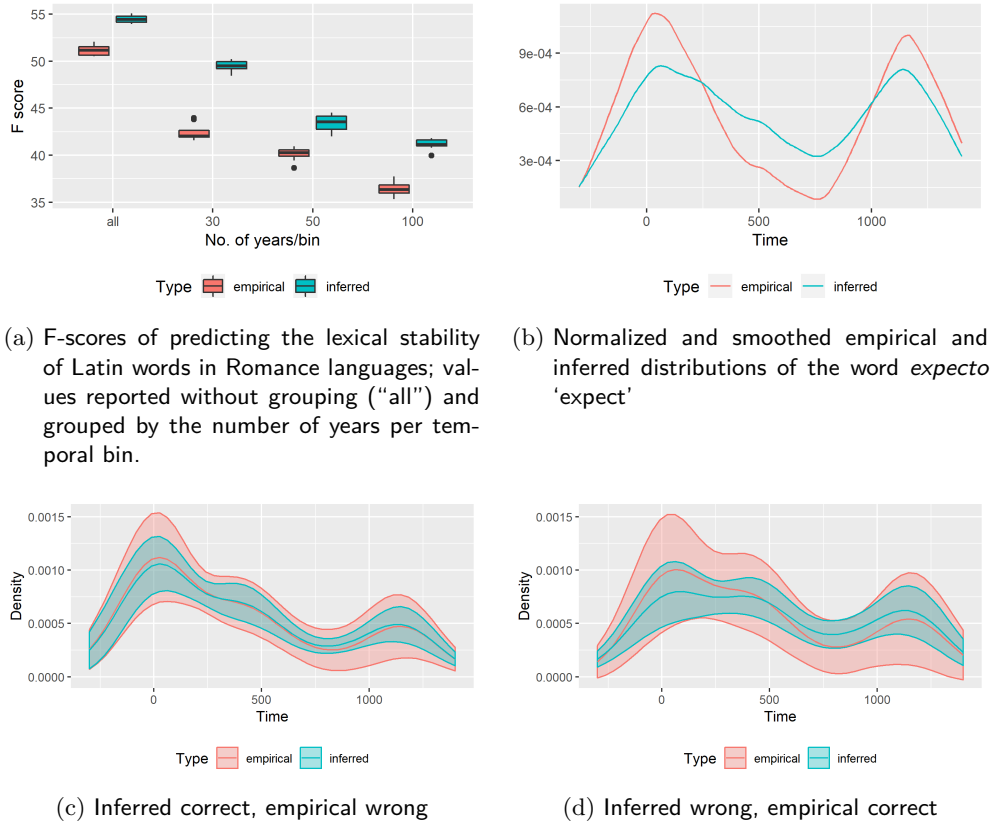 55
50
45
40
35
F score
all
30
50
100
No. of years/bin
Type empirical inferred
9e-04
6e-04
3e-04
0
500
1000
Time
Type empirical inferred
(a) F-scores of predicting the lexical stability
of Latin words in Romance languages; val-
ues reported without grouping (“all”) and
grouped by the number of years per tem-
poral bin.
(b) Normalized and smoothed empirical and
inferred distributions of the word expecto
‘expect’
0.0015
0.0010
0.0005
0.0000
Density
0
500
1000
Time
Type empirical inferred
(c) Inferred correct, empirical wrong
0.0015
0.0010
0.0005
0.0000
Density
0
500
1000
Time
Type empirical inferred
(d) Inferred wrong, empirical correct